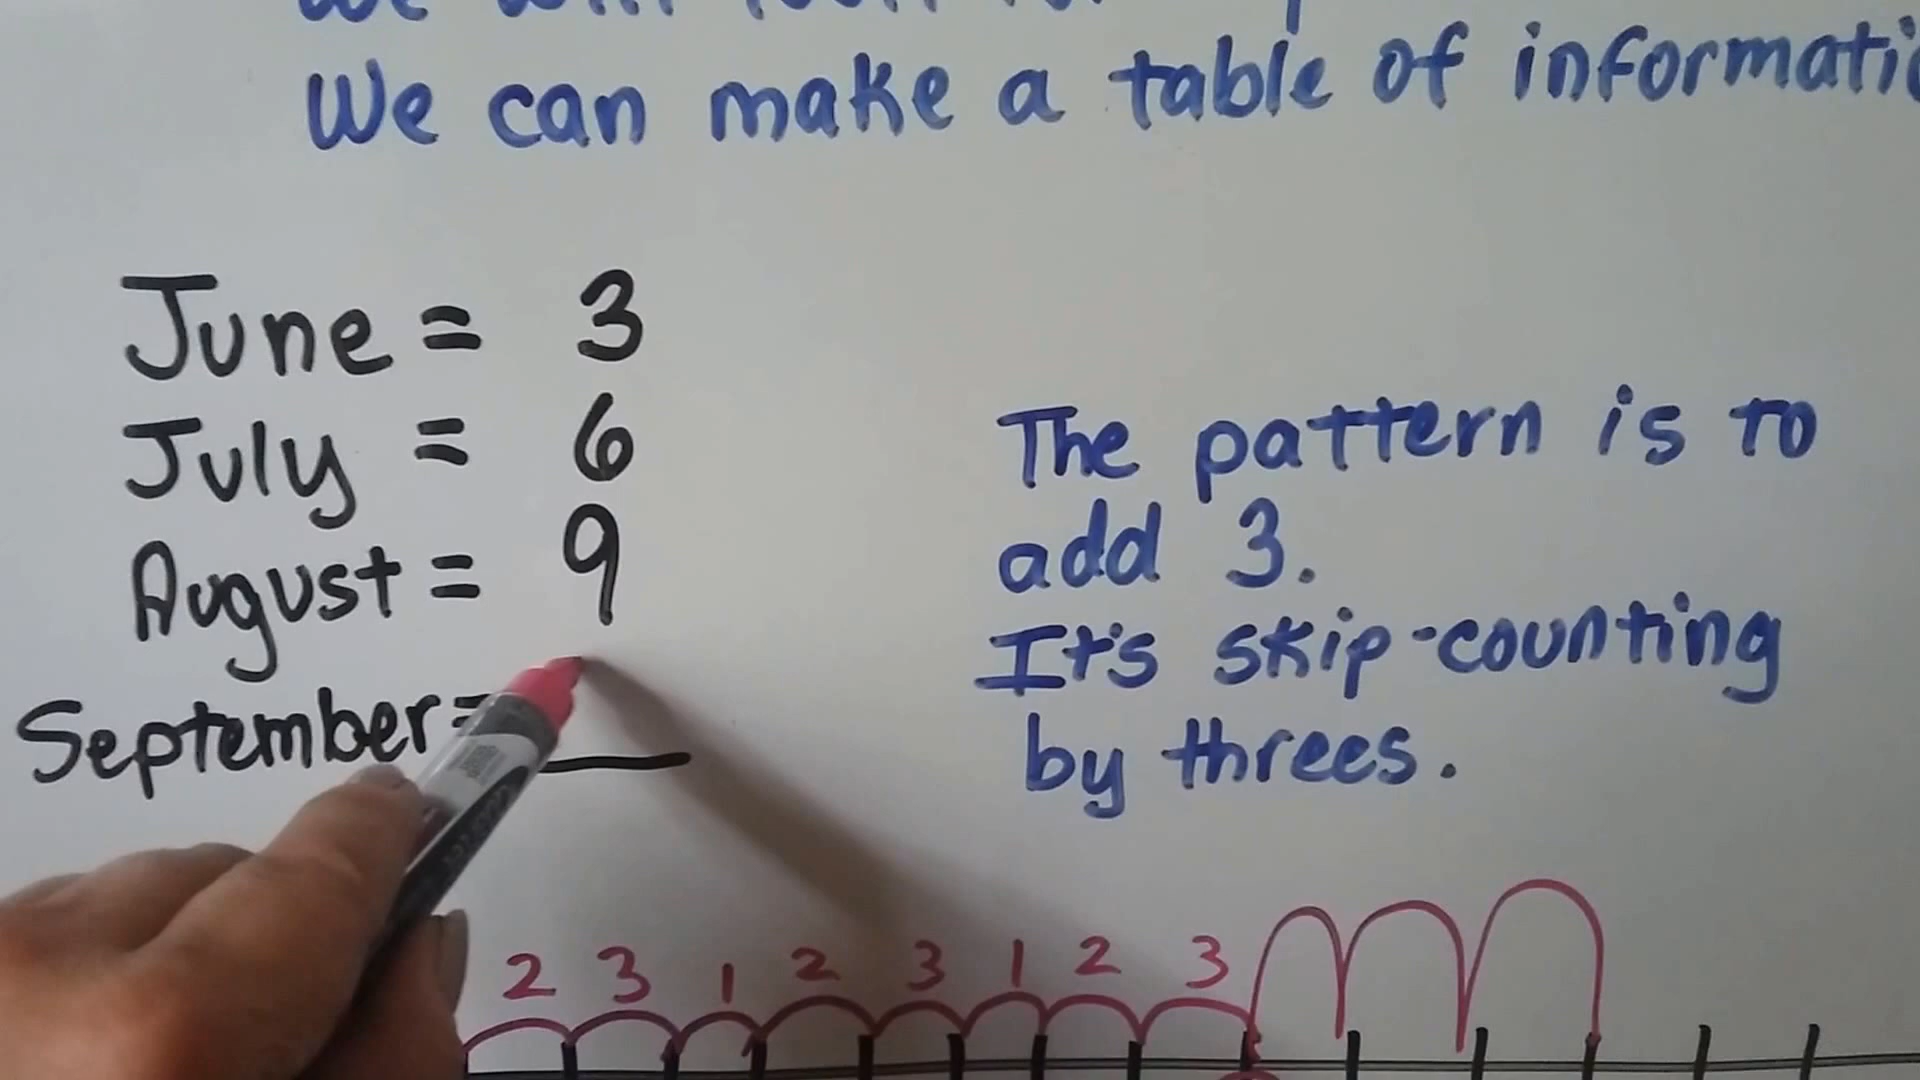 We can make a table of informatio
June = 3
July = 6
August = 9
September =
The pattern is to
add 3.
It's skip-counting
by threes.
2 3 1 2 3 1 2 3